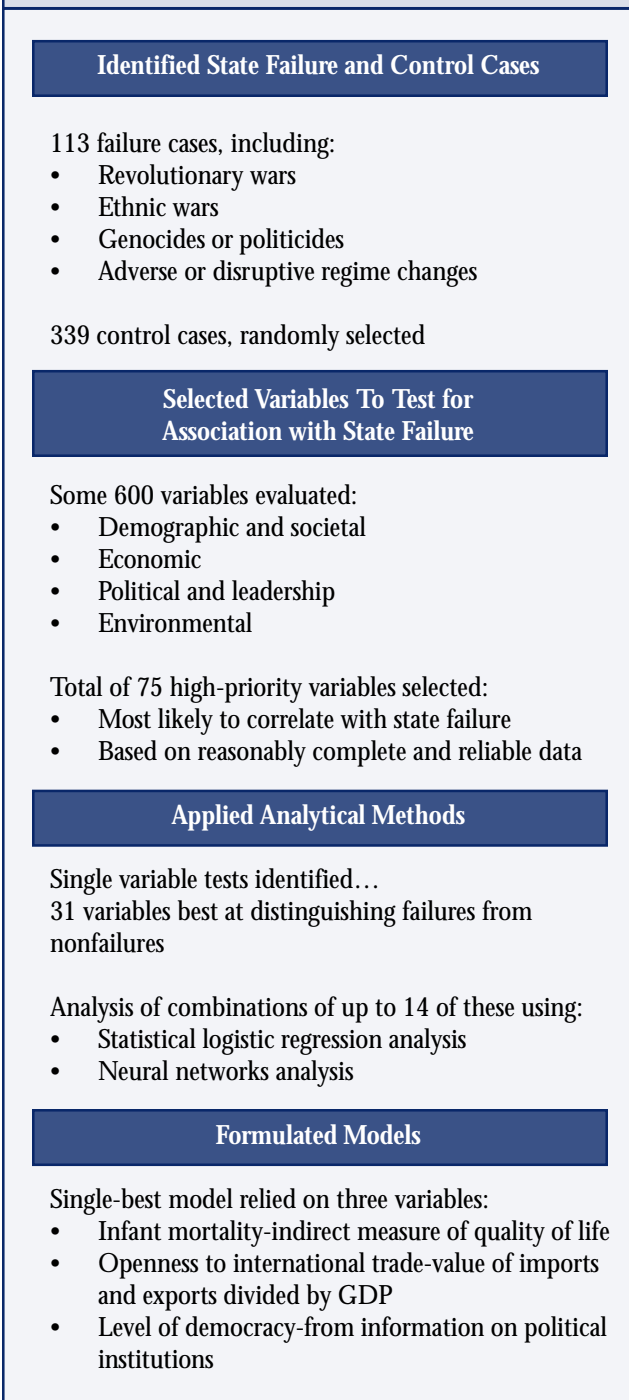 Identified State Failure and Control Cases
113 failure cases, including:
• Revolutionary wars
• Ethnic wars
• Genocides or politicides
• Adverse or disruptive regime changes
339 control cases, randomly selected
Selected Variables To Test for
Association with State Failure
Some 600 variables evaluated:
• Demographic and societal
• Economic
• Political and leadership
• Environmental
Total of 75 high-priority variables selected:
• Most likely to correlate with state failure
• Based on reasonably complete and reliable data
Applied Analytical Methods
Single variable tests identified…
31 variables best at distinguishing failures from
nonfailures
Analysis of combinations of up to 14 of these using:
• Statistical logistic regression analysis
• Neural networks analysis
Formulated Models
Single-best model relied on three variables:
• Infant mortality-indirect measure of quality of life
• Openness to international trade-value of imports
and exports divided by GDP
• Level of democracy-from information on political
institutions